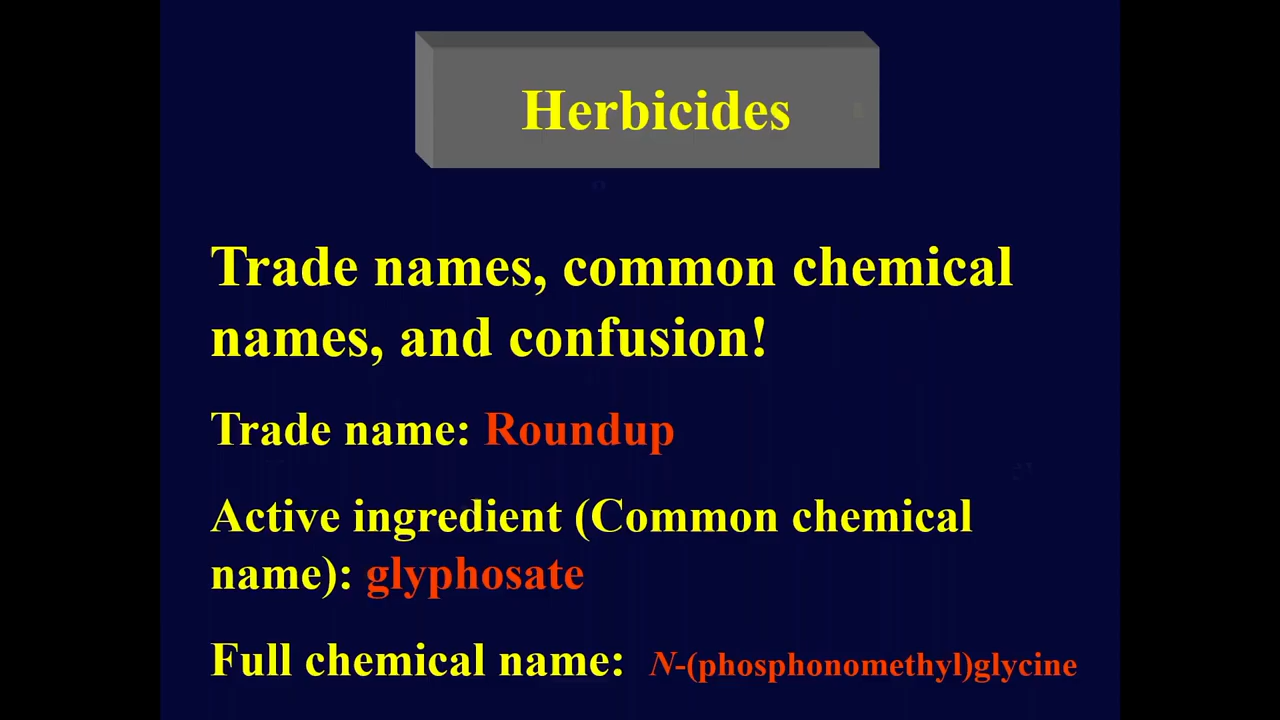 Herbicides
Trade names, common chemical
names, and confusion!
Trade name: Roundup
Active ingredient (Common chemical
name): glyphosate
Full chemical name: N-(phosphonomethyl)glycine